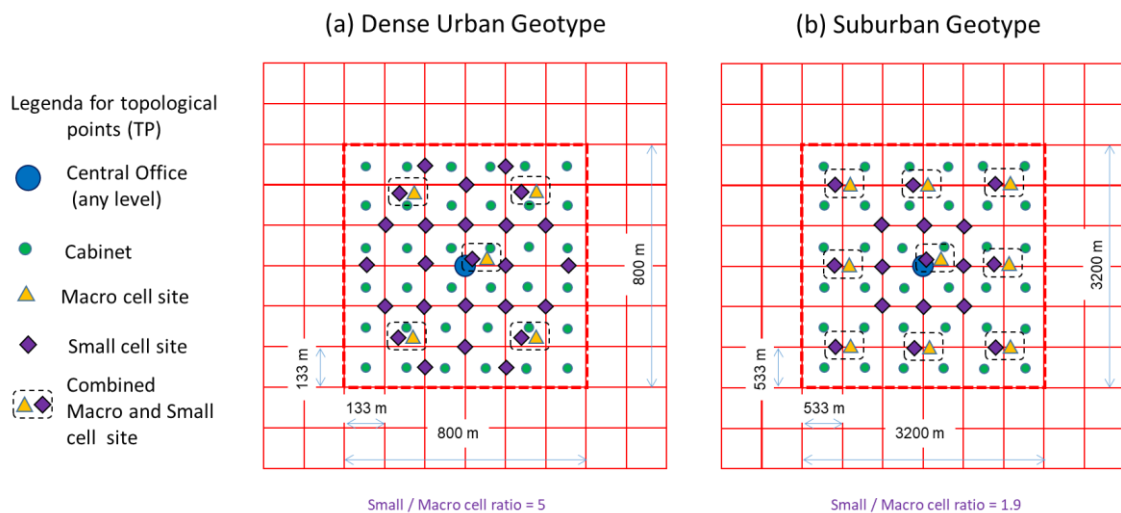 (a) Dense Urban Geotype
(b) Suburban Geotype
Legenda for topological
points (TP)
Central Office
(any level)
Cabinet
Macro cell site
Small cell site
Combined
Macro and Small
cell site
800 m
133 m
133 m
800 m
Small / Macro cell ratio = 5
3200 m
533 m
533 m
3200 m
Small / Macro cell ratio = 1.9